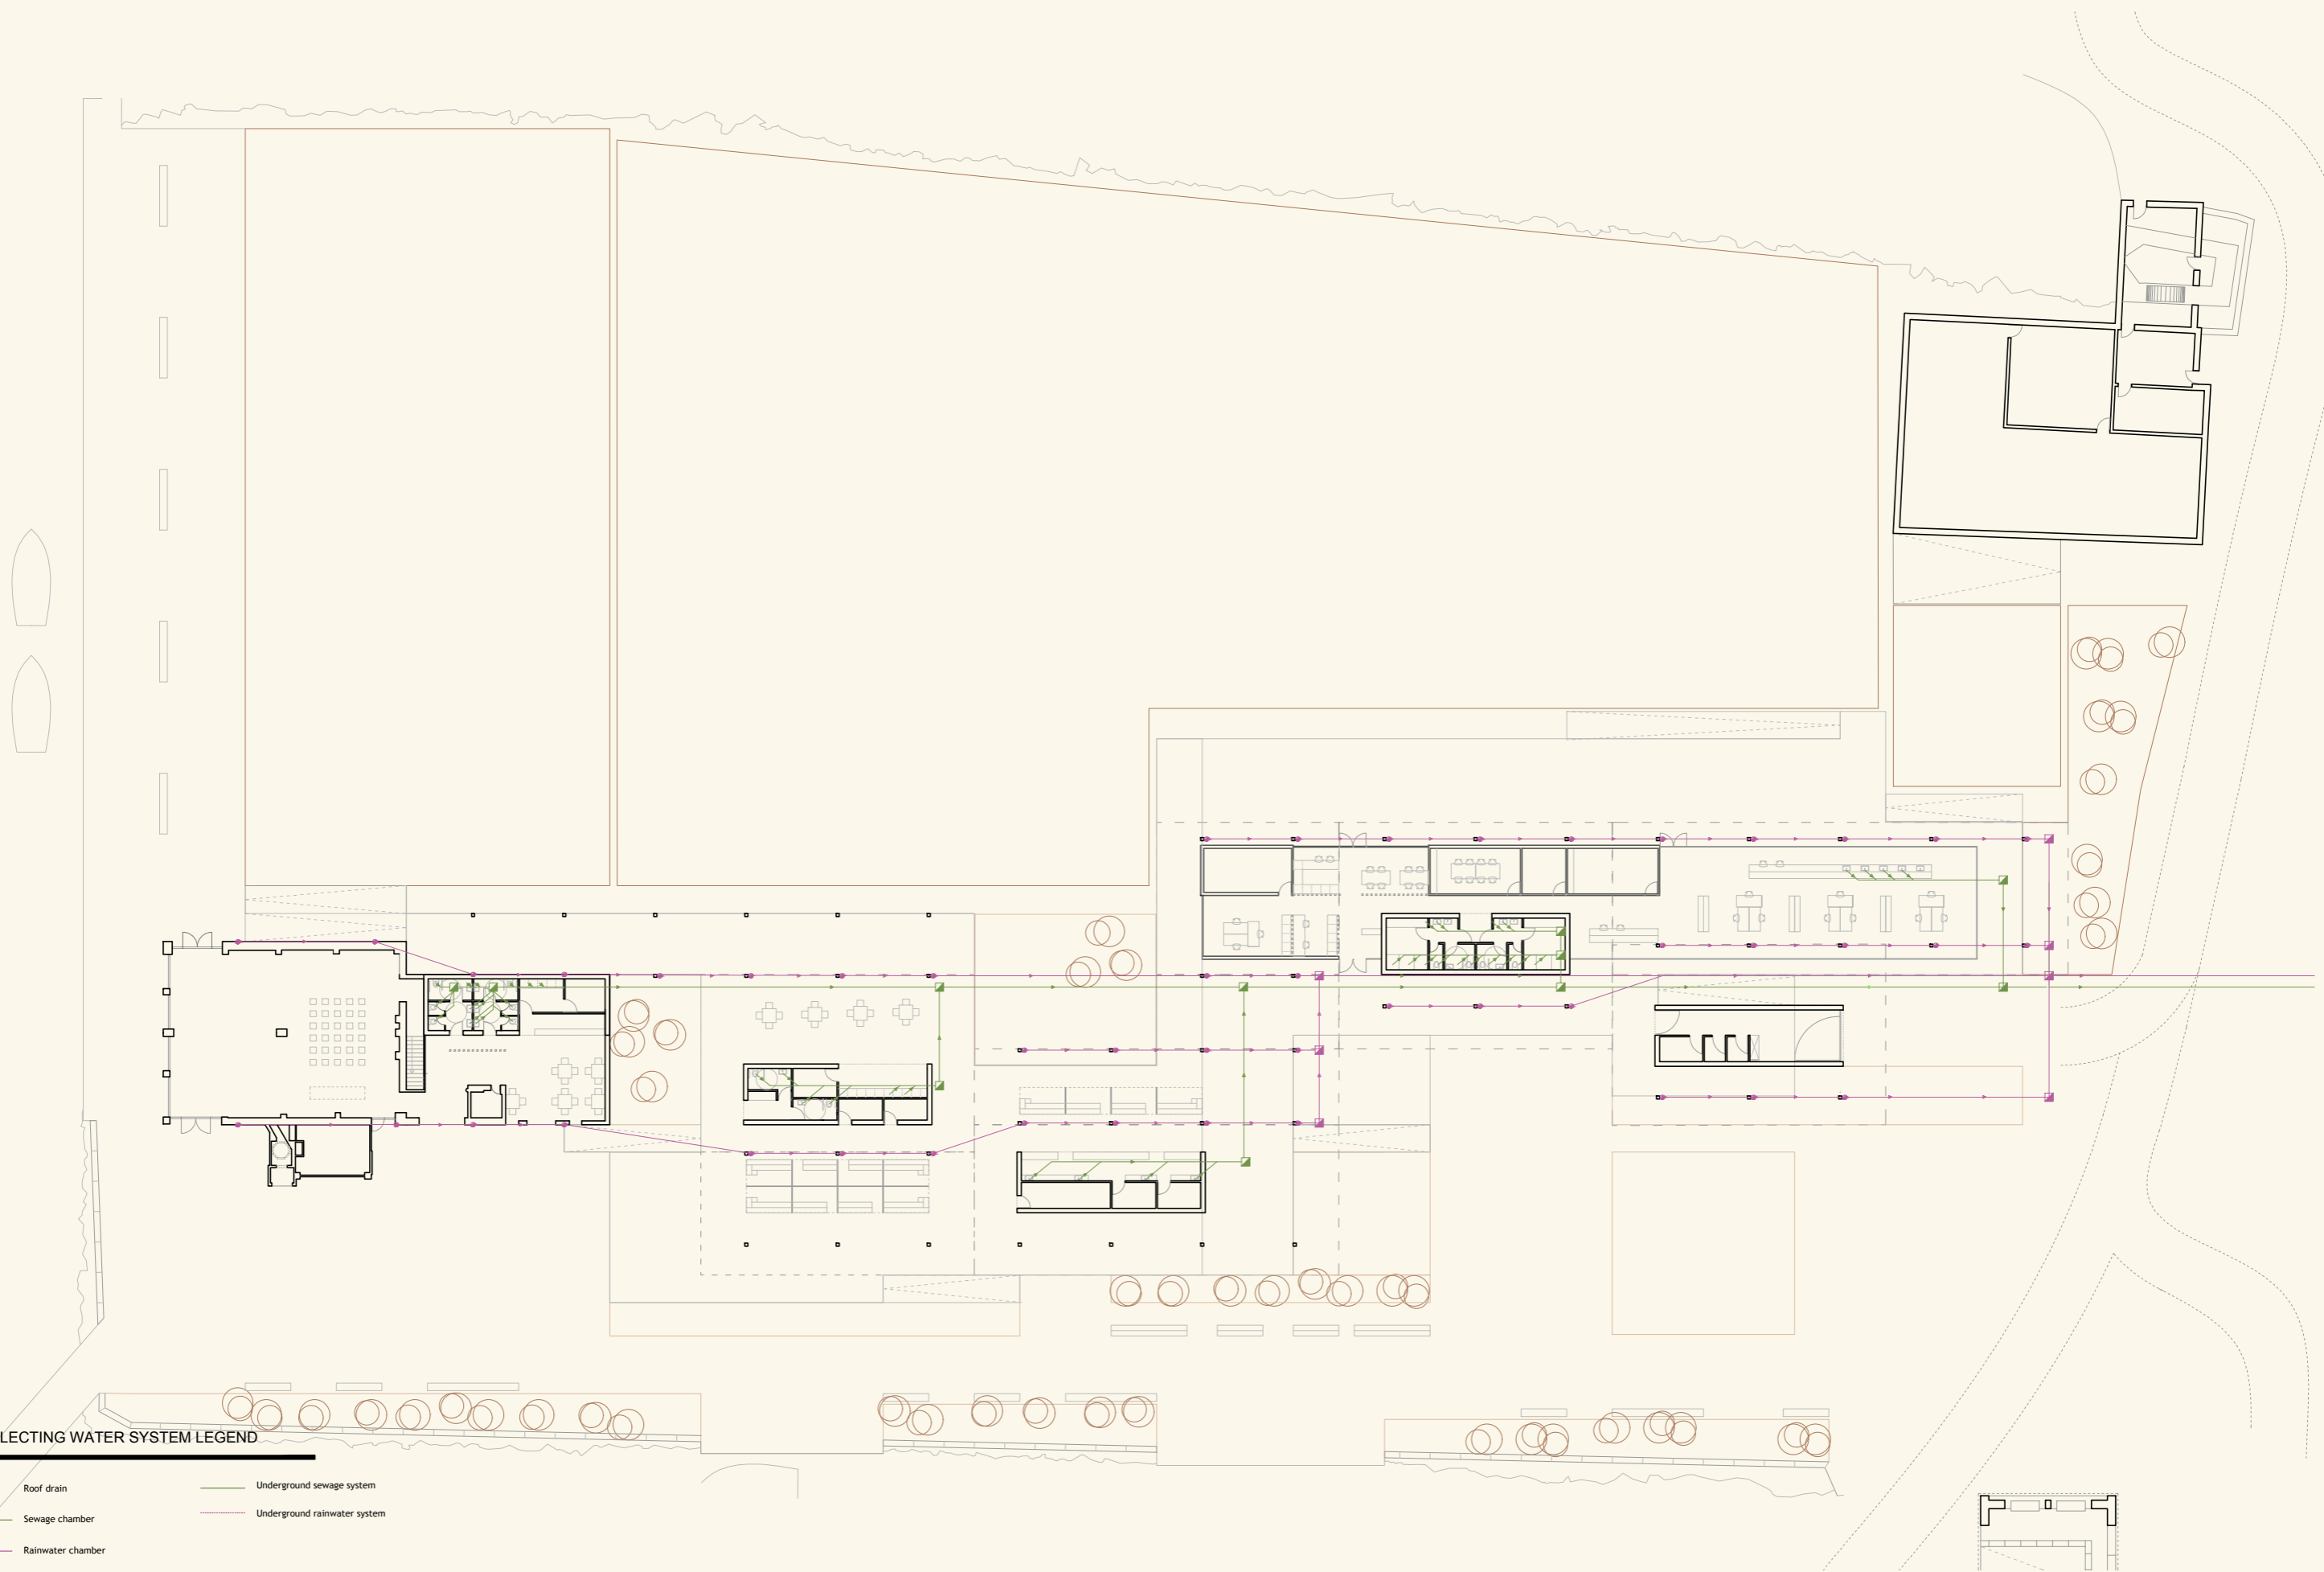 LECTING WATER SYSTEM LEGEND
Roof drain
Sewage chamber
Rainwater chamber
Underground sewage system
Underground rainwater system